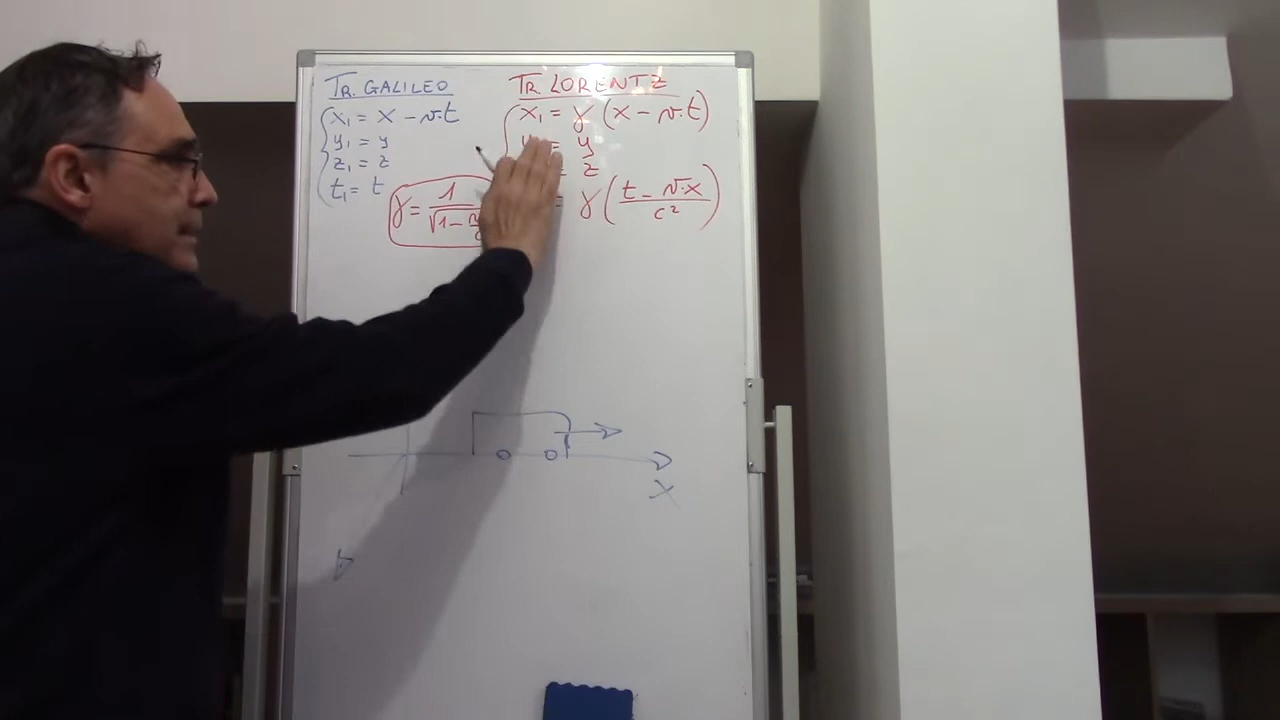 TR. GALILEO
x₁ = x - v·t
y₁ = y
z₁ = z
t₁ = t
γ = 1 / √1 - v
TR. LORENTZ
x₁ = γ (x - v·t)
y = y
= z
= γ (t - v·x / c²)
X